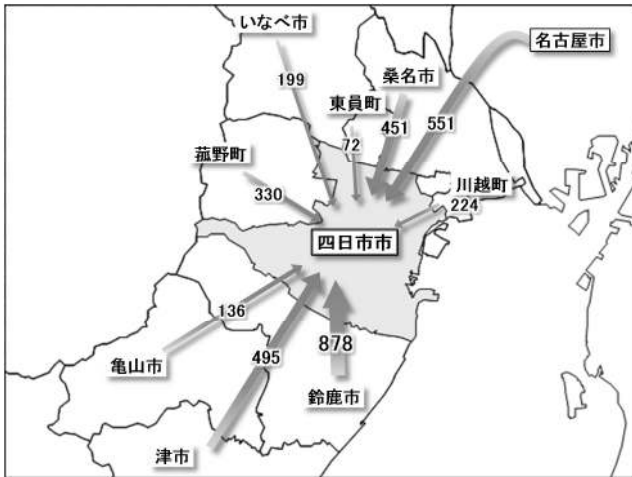 いなべ市
名古屋市
桑名市
199
東員町
451
551
72
菰野町
川越町
330
224
四日市市
136
878
495
亀山市
鈴鹿市
津市